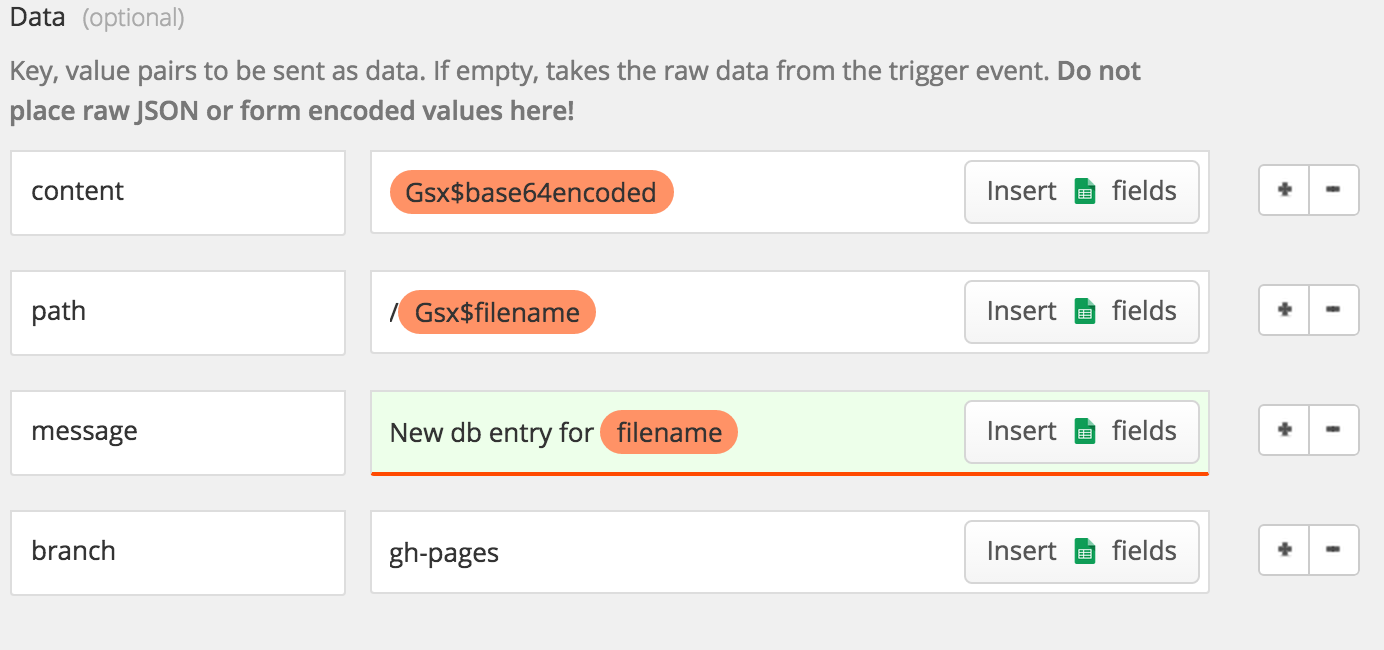 Data (optional)
Key, value pairs to be sent as data. If empty, takes the raw data from the trigger event. Do not
place raw JSON or form encoded values here!
content Gsx$base64encoded Insert fields
path /Gsx$filename Insert fields
message New db entry for filename Insert fields
branch gh-pages Insert fields